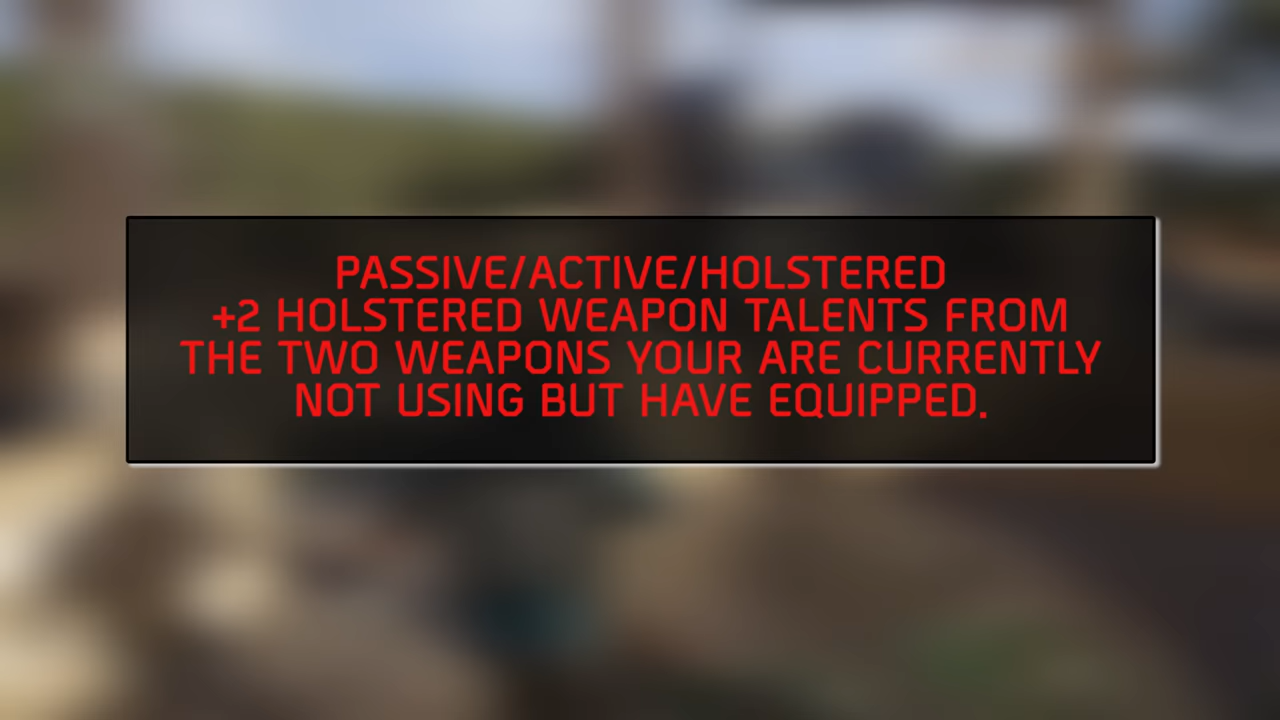 PASSIVE/ACTIVE/HOLSTERED
+2 HOLSTERED WEAPON TALENTS FROM
THE TWO WEAPONS YOUR ARE CURRENTLY
NOT USING BUT HAVE EQUIPPED.